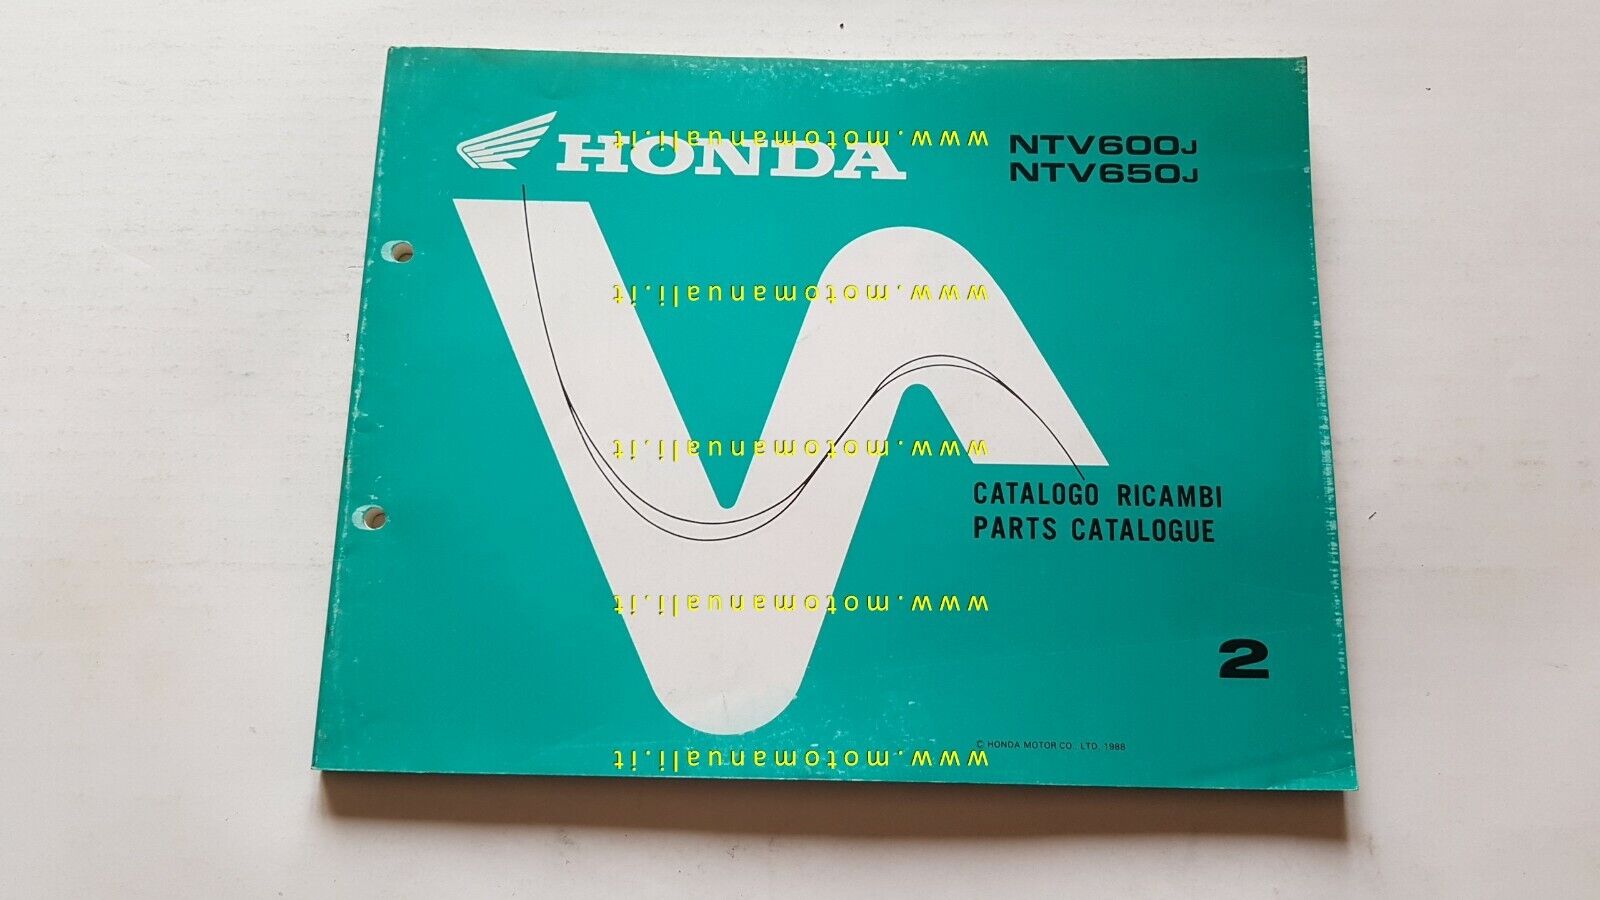 HONDA
NTV600J
NTV650J
www.motomanuali.it
www.motomanuali.it
www.motomanuali.it
CATALOGO RICAMBI
PARTS CATALOGUE
www.motomanuali.it
2
© HONDA MOTOR CO., LTD. 1988
www.motomanuali.it